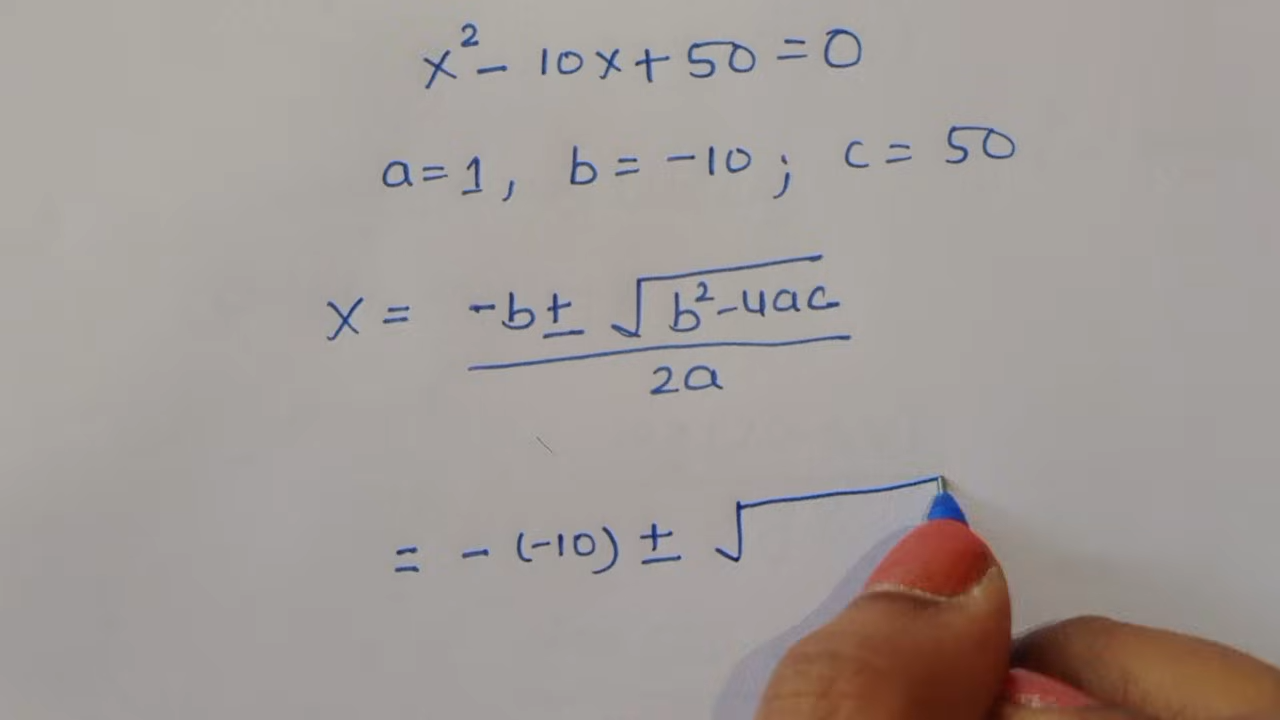 x² - 10x + 50 = 0
a = 1, b = -10; c = 50
x = -b ± √b² - 4ac
2a
= - (-10) ± √